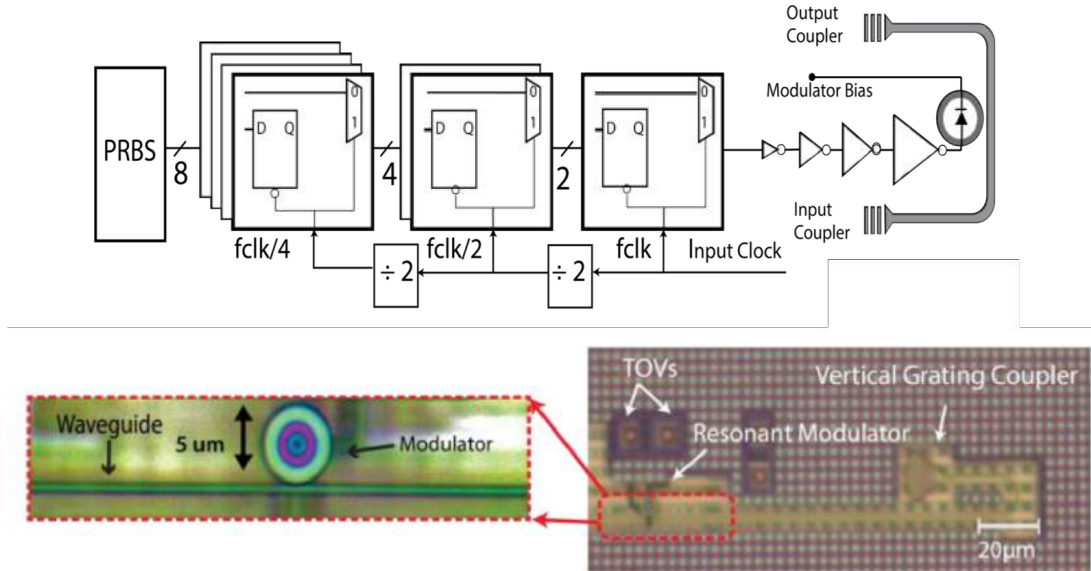 Output
Coupler
Modulator Bias
PRBS
8
D Q
0
1
4
D Q
0
1
2
D Q
0
1
Input
Coupler
fclk/4
fclk/2
fclk
Input Clock
÷ 2
÷ 2
Waveguide
5 um
Modulator
TOVs
Vertical Grating Coupler
Resonant Modulator
20µm